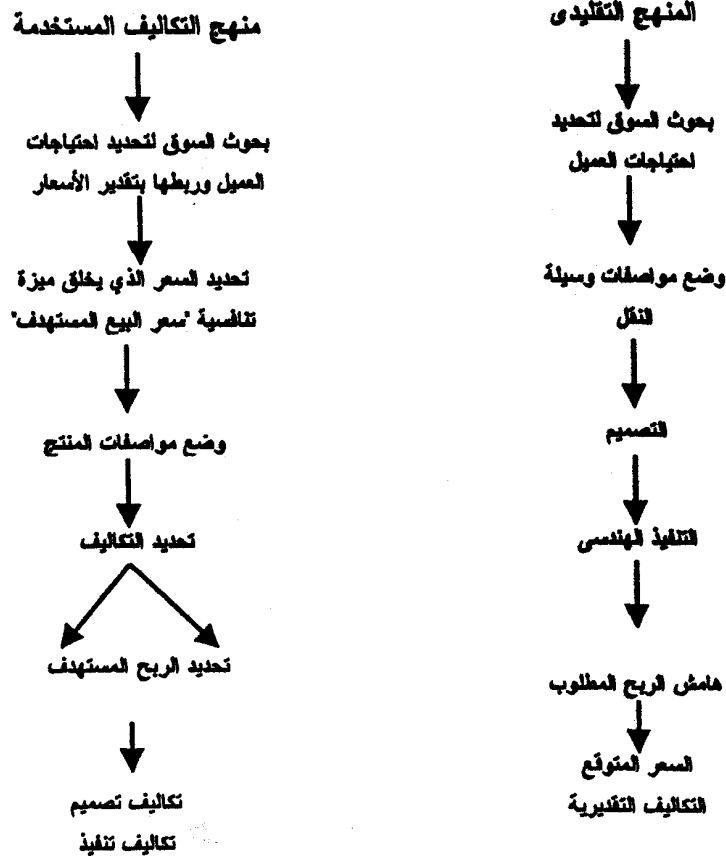 المنهج التقليدى
بحوث السوق لتحديد
احتياجات العميل
وضع مواصفات وسيلة
النقل
التصميم
التنفيذ الهندسى
هامش الربح المطلوب
السعر المتوقع
التكاليف التقديرية
منهج التكاليف المستخدمة
بحوث السوق لتحديد احتياجات
العميل وربطها بتقدير الأسعار
تحديد السعر الذي يخلق ميزة
تنافسية "سعر البيع المستهدف"
وضع مواصفات المنتج
تحديد التكاليف
تحديد الربح المستهدف
تكاليف تصميم
تكاليف تنفيذ